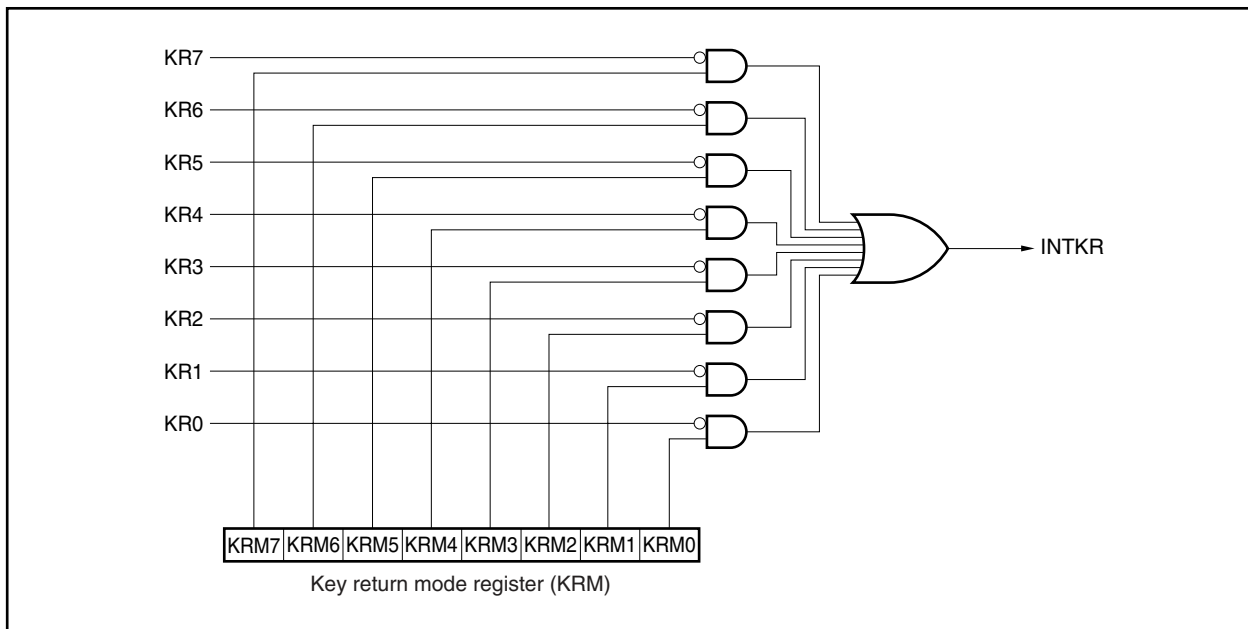 KR7
KR6
KR5
KR4
KR3
KR2
KR1
KR0
INTKR
KRM7 KRM6 KRM5 KRM4 KRM3 KRM2 KRM1 KRM0
Key return mode register (KRM)